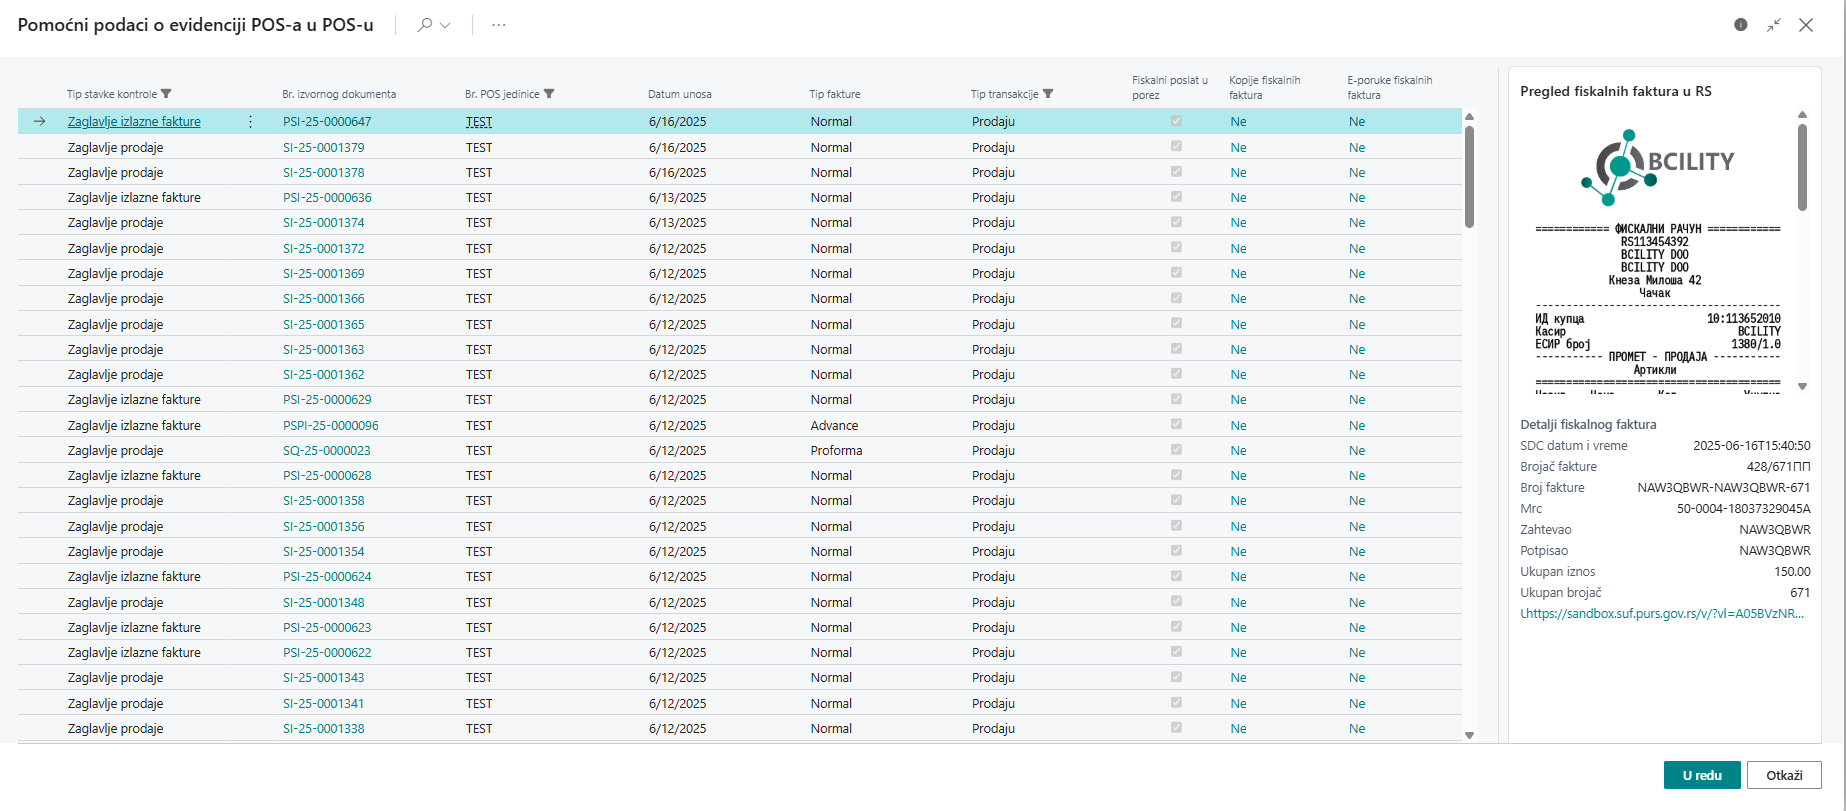 Pomoćni podaci o evidenciji POS-a u POS-u
Tip stavke kontrole Br. izvornog dokumenta Br. POS jedinice Datum unosa Tip fakture Tip transakcije Fiskalni poslat u porez Kopije fiskalnih faktura E-poruke fiskalnih faktura
Zaglavlje izlazne fakture PSI-25-0000647 TEST 6/16/2025 Normal Prodaju Ne Ne
Zaglavlje prodaje SI-25-0001379 TEST 6/16/2025 Normal Prodaju Ne Ne
Zaglavlje prodaje SI-25-0001378 TEST 6/16/2025 Normal Prodaju Ne Ne
Zaglavlje izlazne fakture PSI-25-0000636 TEST 6/13/2025 Normal Prodaju Ne Ne
Zaglavlje prodaje SI-25-0001374 TEST 6/13/2025 Normal Prodaju Ne Ne
Zaglavlje prodaje SI-25-0001372 TEST 6/12/2025 Normal Prodaju Ne Ne
Zaglavlje prodaje SI-25-0001369 TEST 6/12/2025 Normal Prodaju Ne Ne
Zaglavlje prodaje SI-25-0001366 TEST 6/12/2025 Normal Prodaju Ne Ne
Zaglavlje prodaje SI-25-0001365 TEST 6/12/2025 Normal Prodaju Ne Ne
Zaglavlje prodaje SI-25-0001363 TEST 6/12/2025 Normal Prodaju Ne Ne
Zaglavlje prodaje SI-25-0001362 TEST 6/12/2025 Normal Prodaju Ne Ne
Zaglavlje izlazne fakture PSI-25-0000629 TEST 6/12/2025 Normal Prodaju Ne Ne
Zaglavlje izlazne fakture PSPI-25-0000096 TEST 6/12/2025 Advance Prodaju Ne Ne
Zaglavlje prodaje SQ-25-0000023 TEST 6/12/2025 Proforma Prodaju Ne Ne
Zaglavlje izlazne fakture PSI-25-0000628 TEST 6/12/2025 Normal Prodaju Ne Ne
Zaglavlje prodaje SI-25-0001358 TEST 6/12/2025 Normal Prodaju Ne Ne
Zaglavlje prodaje SI-25-0001356 TEST 6/12/2025 Normal Prodaju Ne Ne
Zaglavlje prodaje SI-25-0001354 TEST 6/12/2025 Normal Prodaju Ne Ne
Zaglavlje izlazne fakture PSI-25-0000624 TEST 6/12/2025 Normal Prodaju Ne Ne
Zaglavlje prodaje SI-25-0001348 TEST 6/12/2025 Normal Prodaju Ne Ne
Zaglavlje izlazne fakture PSI-25-0000623 TEST 6/12/2025 Normal Prodaju Ne Ne
Zaglavlje izlazne fakture PSI-25-0000622 TEST 6/12/2025 Normal Prodaju Ne Ne
Zaglavlje prodaje SI-25-0001343 TEST 6/12/2025 Normal Prodaju Ne Ne
Zaglavlje prodaje SI-25-0001341 TEST 6/12/2025 Normal Prodaju Ne Ne
Zaglavlje prodaje SI-25-0001338 TEST 6/12/2025 Normal Prodaju Ne Ne
Pregled fiskalnih faktura u RS
BCILITY
============ ФИСКАЛНИ РАЧУН ============
RS113454392
BCILITY DOO
BCILITY DOO
Кнеза Милоша 42
Чачак
----------------------------------------
ИД купца 10:113652010
Касир BCILITY
ЕСИР број 1380/1.0
----------- ПРОМЕТ - ПРОДАЈА -----------
Артикли
========================================
Detalji fiskalnog faktura
SDC datum i vreme 2025-06-16T15:40:50
Brojač fakture 428/671ПП
Broj fakture NAW3QBWR-NAW3QBWR-671
Mrc 50-0004-18037329045A
Zahtevao NAW3QBWR
Potpisao NAW3QBWR
Ukupan iznos 150.00
Ukupan brojač 671
https://sandbox.suf.purs.gov.rs/v/?vl=A05BVzNR...
U redu Otkaži